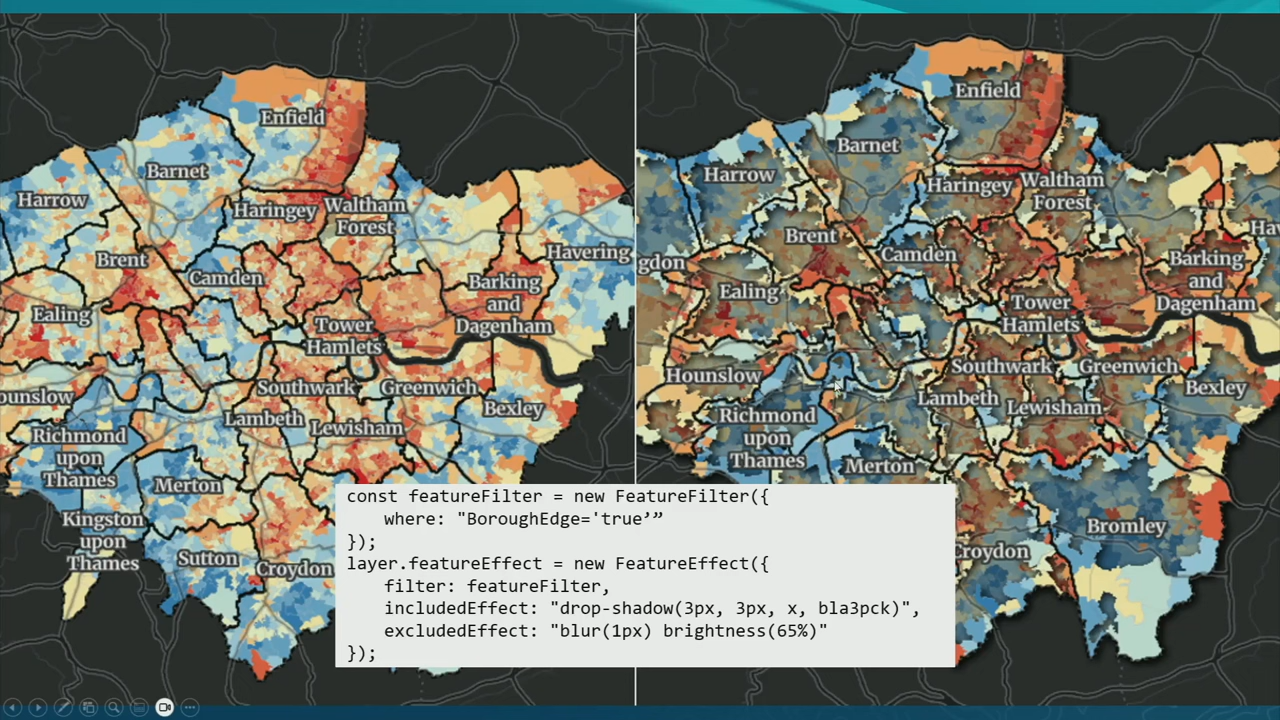 Enfield
Barnet
Harrow
Haringey
Waltham
Forest
Brent
Camden
Havering
Barking
and
Dagenham
Ealing
Tower
Hamlets
ounslow
Southwark
Greenwich
Bexley
Lambeth
Lewisham
Richmond
upon
Thames
Merton
Kingston
upon
Thames
Sutton
Croydon
Enfield
Barnet
Harrow
Haringey
Waltham
Forest
Brent
Camden
Hav
gdon
Barking
and
Dagenham
Ealing
Tower
Hamlets
Hounslow
Southwark
Greenwich
Bexley
Lambeth
Lewisham
Richmond
upon
Thames
Merton
Bromley
Croydon
const featureFilter = new FeatureFilter({
where: "BoroughEdge='true’”
});
layer.featureEffect = new FeatureEffect({
filter: featureFilter,
includedEffect: "drop-shadow(3px, 3px, x, bla3pck)",
excludedEffect: "blur(1px) brightness(65%)"
});